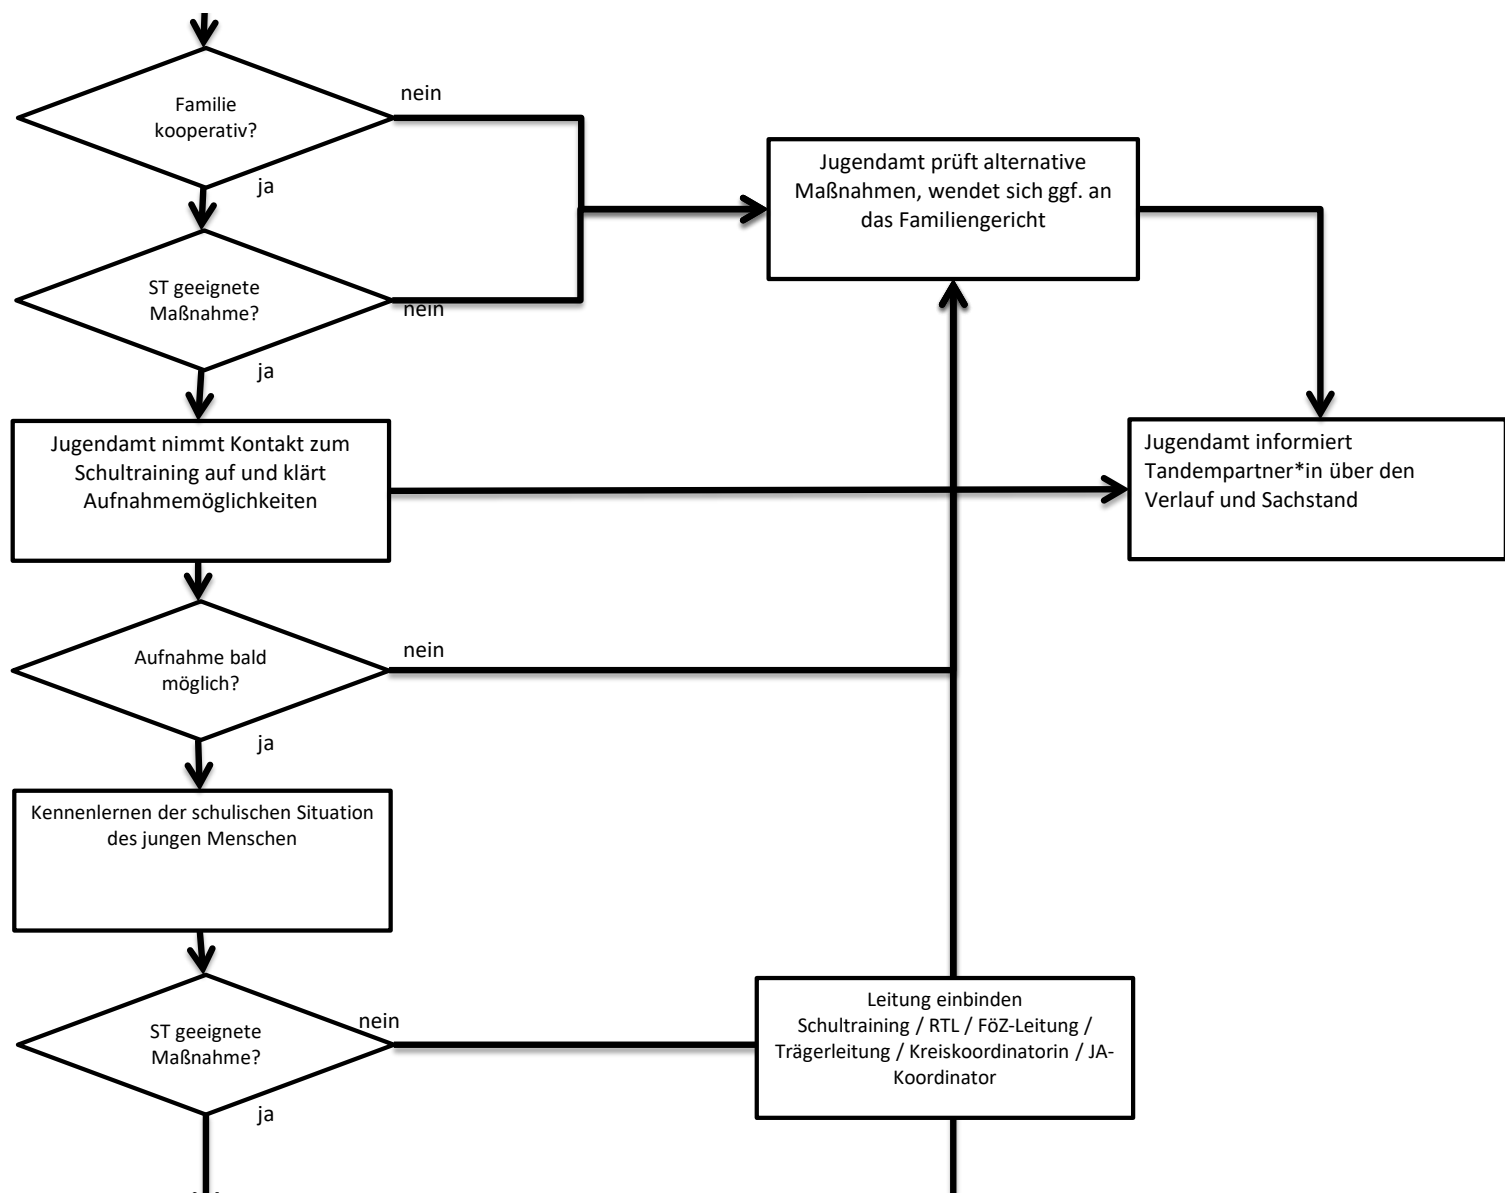 Familie
kooperativ?
nein
ja
Jugendamt prüft alternative
Maßnahmen, wendet sich ggf. an
das Familiengericht
ST geeignete
Maßnahme?
nein
ja
Jugendamt nimmt Kontakt zum
Schultraining auf und klärt
Aufnahmemöglichkeiten
Jugendamt informiert
Tandempartner*in über den
Verlauf und Sachstand
Aufnahme bald
möglich?
nein
ja
Kennenlernen der schulischen Situation
des jungen Menschen
ST geeignete
Maßnahme?
nein
ja
Leitung einbinden
Schultraining / RTL / FöZ-Leitung /
Trägerleitung / Kreiskoordinatorin / JA-
Koordinator